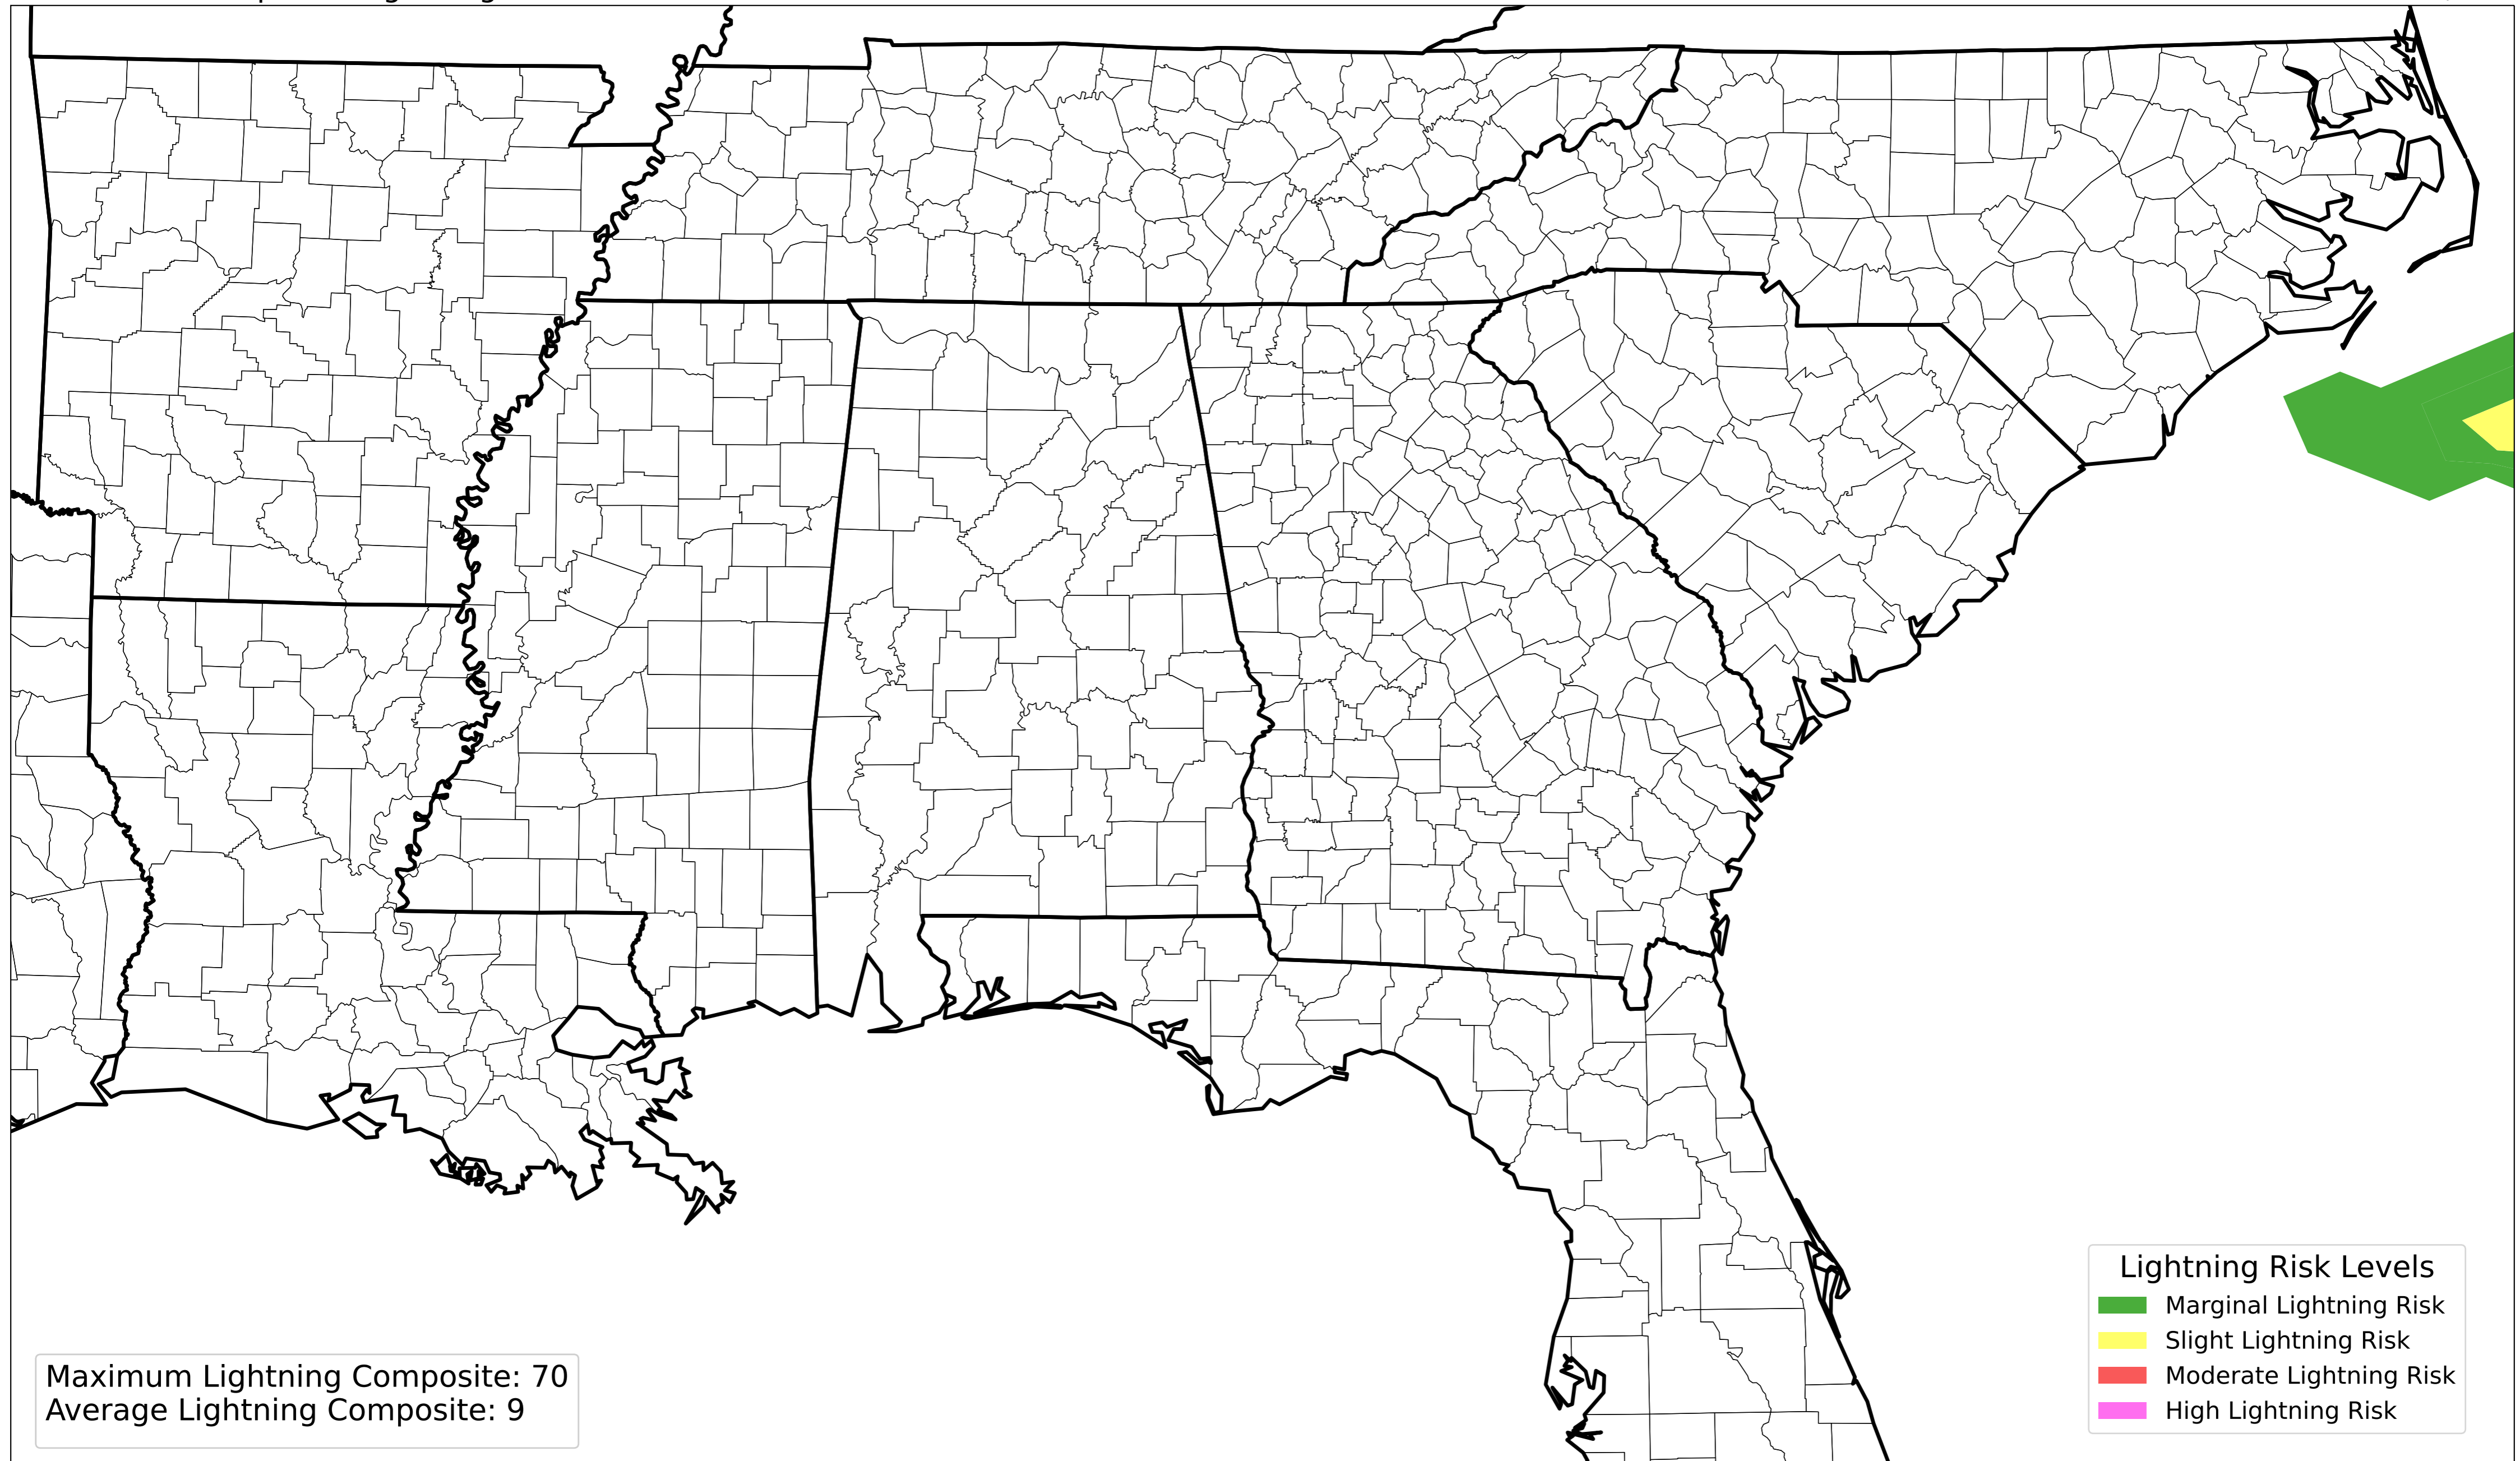 Maximum Lightning Composite: 70
Average Lightning Composite: 9
Lightning Risk Levels
Marginal Lightning Risk
Slight Lightning Risk
Moderate Lightning Risk
High Lightning Risk